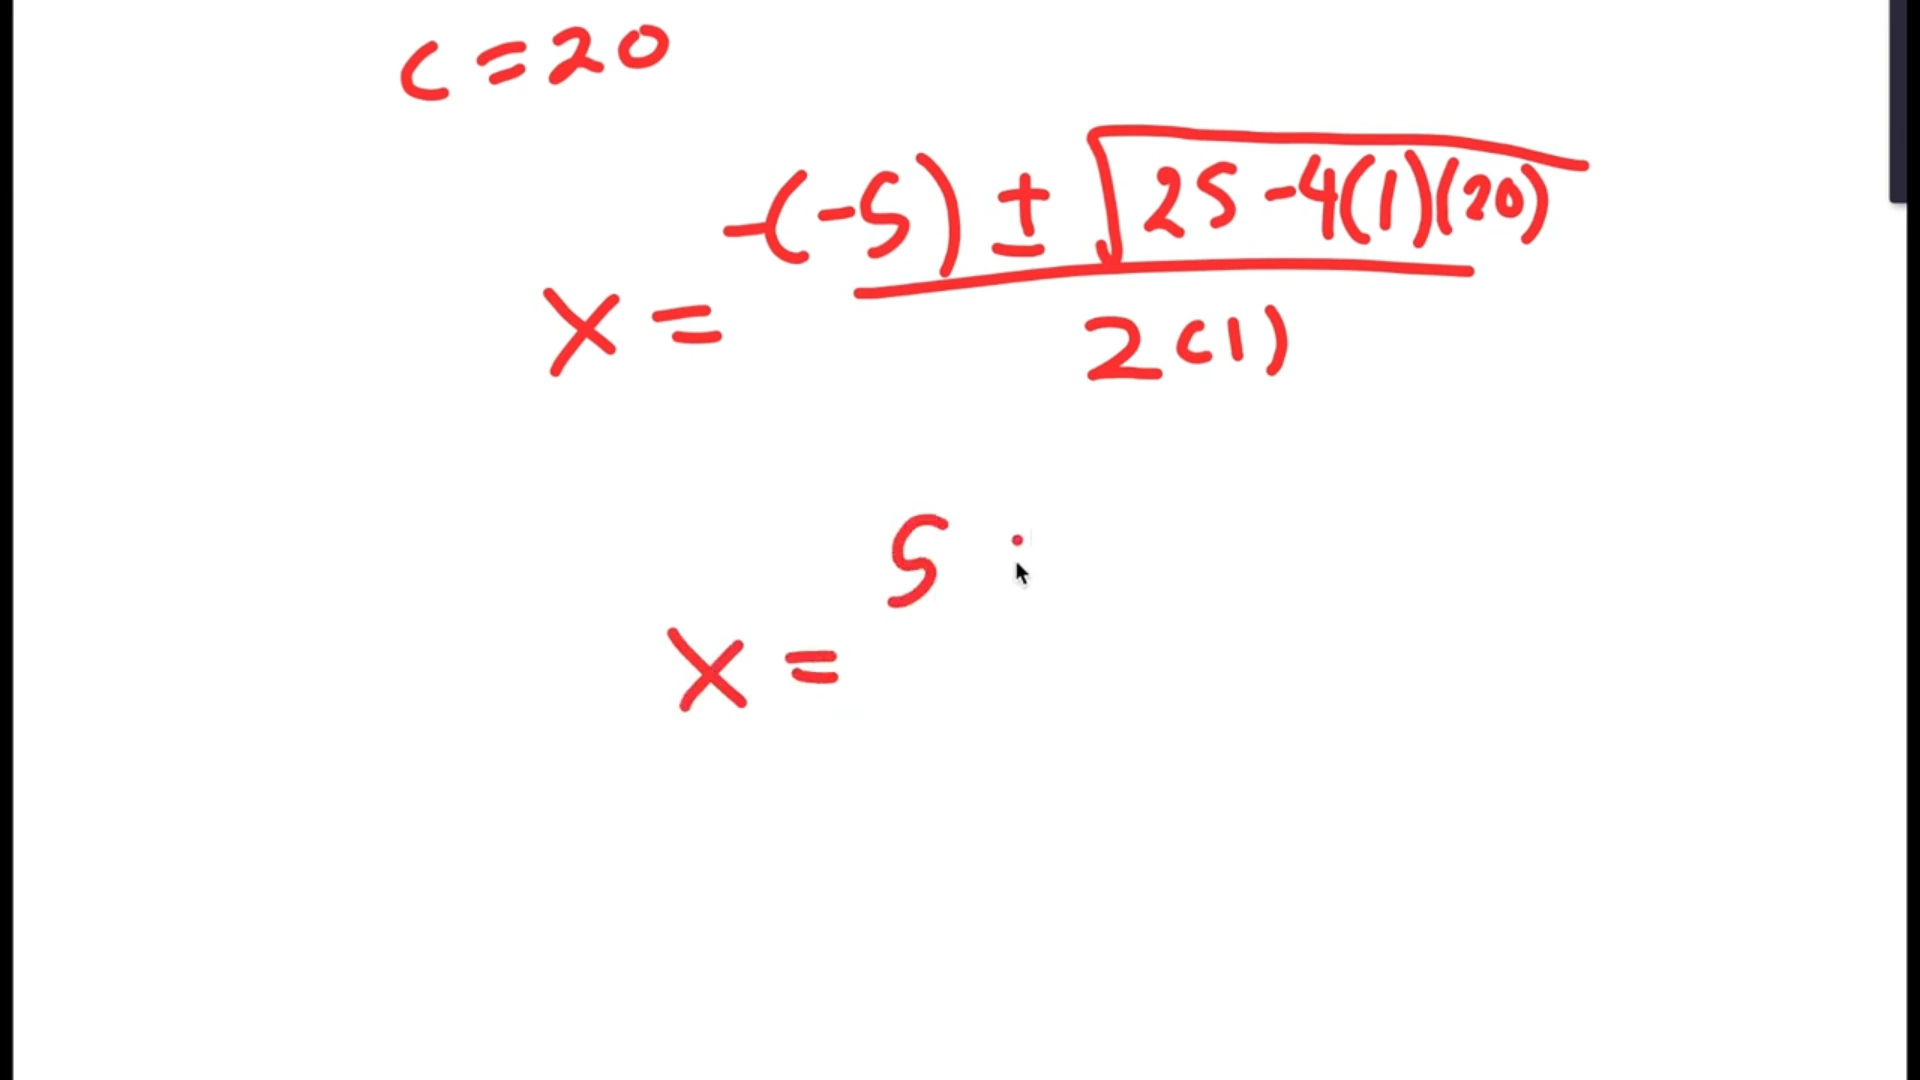 c = 20
x = -(-5) ± √25 -4(1)(20)
2(1)
5
x =